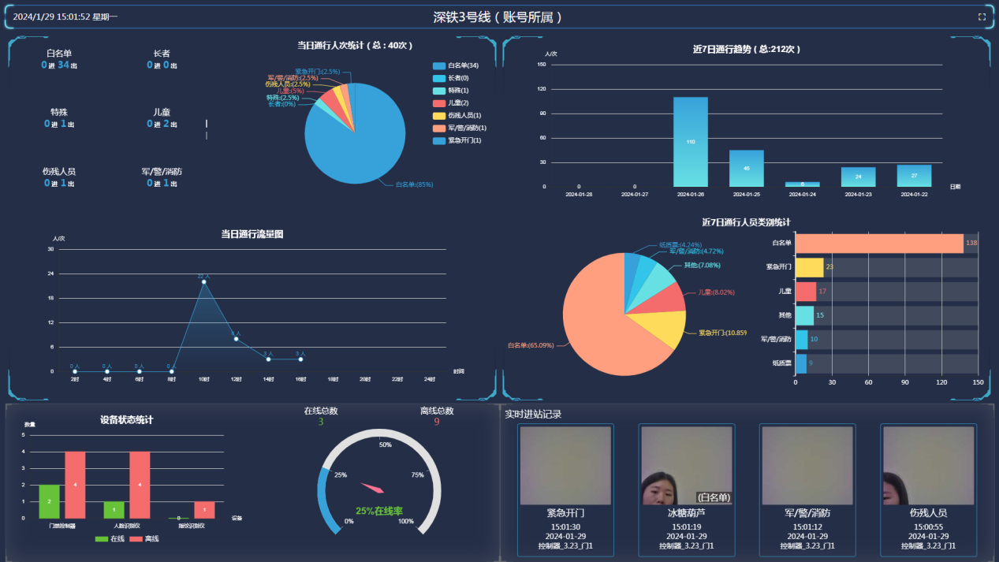 2024/1/29 15:01:52 星期一
深铁3号线（账号所属）
白名单
0 进 34 出
长者
0 进 0 出
特殊
0 进 1 出
儿童
0 进 2 出
伤残人员
0 进 1 出
军/警/消防
0 进 1 出
当日通行人次统计（总：40次）
紧急开门:(2.5%)
军/警/消防:(2.5%)
伤残人员:(2.5%)
儿童:(5%)
特殊:(2.5%)
长者:(0%)
白名单:(85%)
白名单(34)
长者(0)
特殊(1)
儿童(2)
伤残人员(1)
军/警/消防(1)
紧急开门(1)
近7日通行趋势（总:212次）
人/次
150
120
90
60
30
0
0
0
110
45
6
24
27
2024-01-28
2024-01-27
2024-01-26
2024-01-25
2024-01-24
2024-01-23
2024-01-22
日期
当日通行流量图
人/次
30
24
18
12
6
0
0 人
0 人
0 人
0 人
22 人
3 人
3 人
2时
4时
6时
8时
10时
12时
14时
16时
18时
20时
22时
24时
时间
近7日通行人员类别统计
纸质票:(4.24%)
军/警/消防:(4.72%)
其他:(7.08%)
儿童:(8.02%)
紧急开门:(10.85%
白名单:(65.09%)
白名单
138
紧急开门
23
儿童
17
其他
15
军/警/消防
10
纸质票
9
0
30
60
90
120
150
设备状态统计
数量
5
4
3
2
1
0
2
4
1
4
0
1
门禁控制器
人脸识别仪
指纹识别仪
设备
在线
离线
在线总数
3
离线总数
9
0%
25%
50%
75%
100%
25%在线率
实时进站记录
紧急开门
15:01:30
2024-01-29
控制器_3.23_门1
(白名单)
冰糖葫芦
15:01:19
2024-01-29
控制器_3.23_门1
军/警/消防
15:01:12
2024-01-29
控制器_3.23_门1
伤残人员
15:00:55
2024-01-29
控制器_3.23_门1